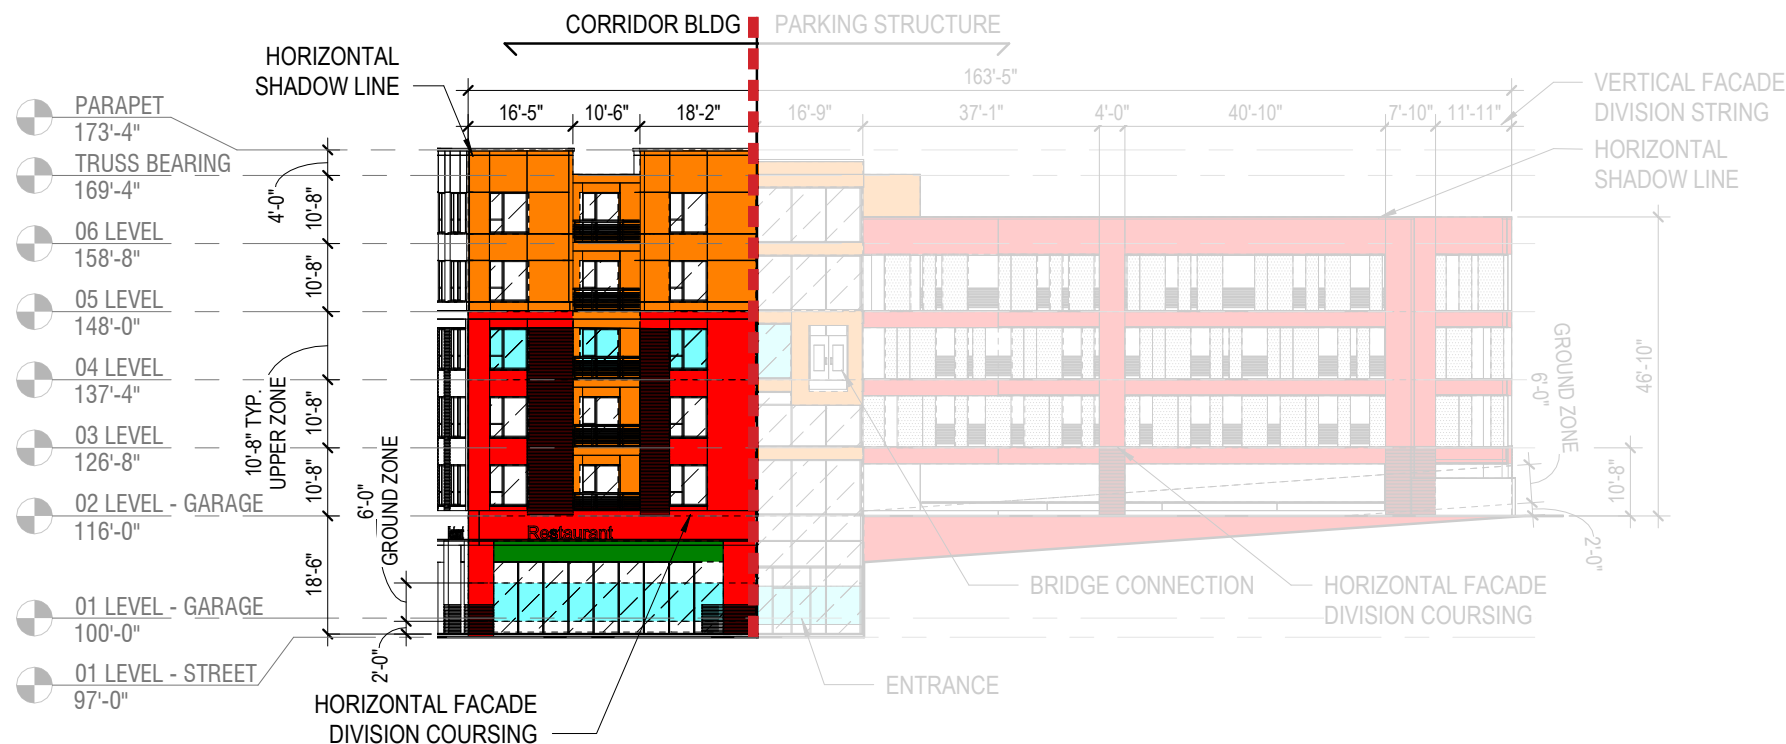 CORRIDOR BLDG
PARKING STRUCTURE
HORIZONTAL
SHADOW LINE
163'-5"
VERTICAL FACADE
DIVISION STRING
PARAPET
173'-4"
16'-5"
10'-6"
18'-2"
16'-9"
37'-1"
4'-0"
40'-10"
7'-10"
11'-11"
HORIZONTAL
SHADOW LINE
TRUSS BEARING
169'-4"
4'-0"
10'-8"
06 LEVEL
158'-8"
10'-8"
05 LEVEL
148'-0"
04 LEVEL
137'-4"
10'-8" TYP.
UPPER ZONE
10'-8"
03 LEVEL
126'-8"
10'-8"
GROUND ZONE
6'-0"
46'-10"
10'-8"
2'-0"
02 LEVEL - GARAGE
116'-0"
6'-0"
GROUND ZONE
Restaurant
18'-6"
01 LEVEL - GARAGE
100'-0"
2'-0"
BRIDGE CONNECTION
HORIZONTAL FACADE
DIVISION COURSING
01 LEVEL - STREET
97'-0"
ENTRANCE
HORIZONTAL FACADE
DIVISION COURSING